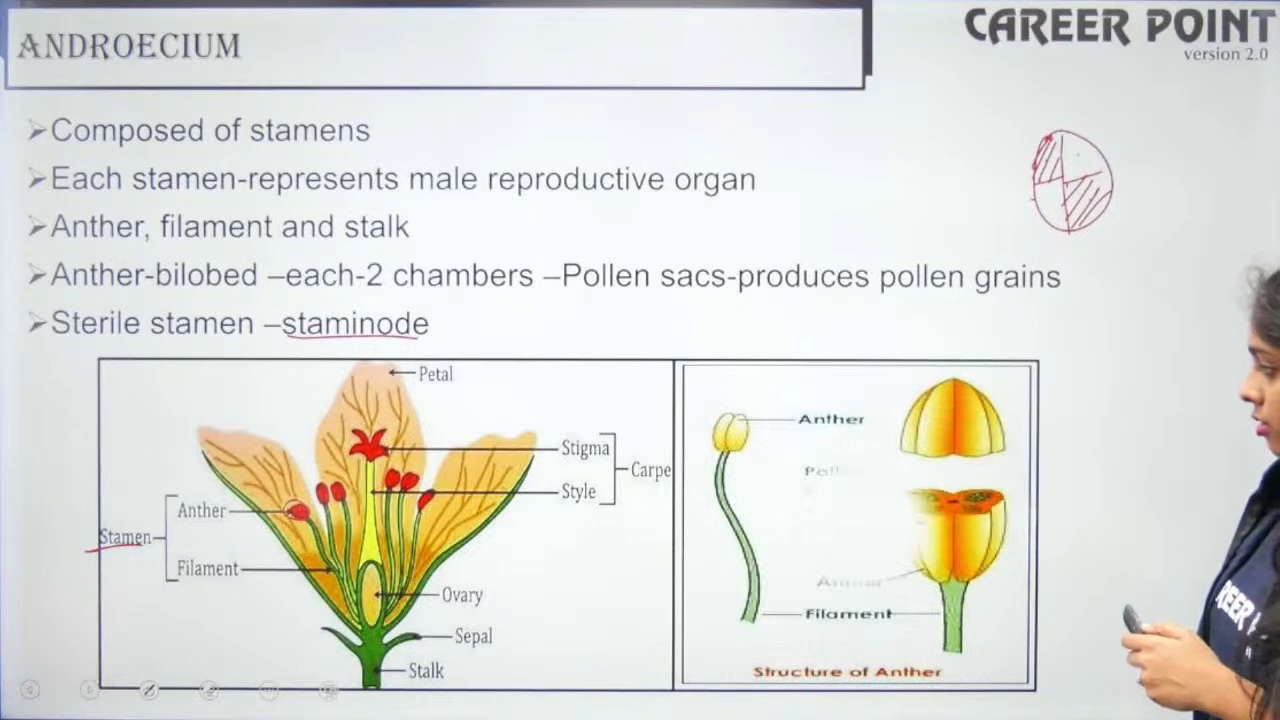 ANDROECIUM
CAREER POINT
version 2.0
➢Composed of stamens
➢Each stamen-represents male reproductive organ
➢Anther, filament and stalk
➢Anther-bilobed –each-2 chambers –Pollen sacs-produces pollen grains
➢Sterile stamen –staminode
Petal
Stigma
Carpe
Style
Anther
Stamen
Filament
Ovary
Sepal
Stalk
Anther
Filament
Structure of Anther